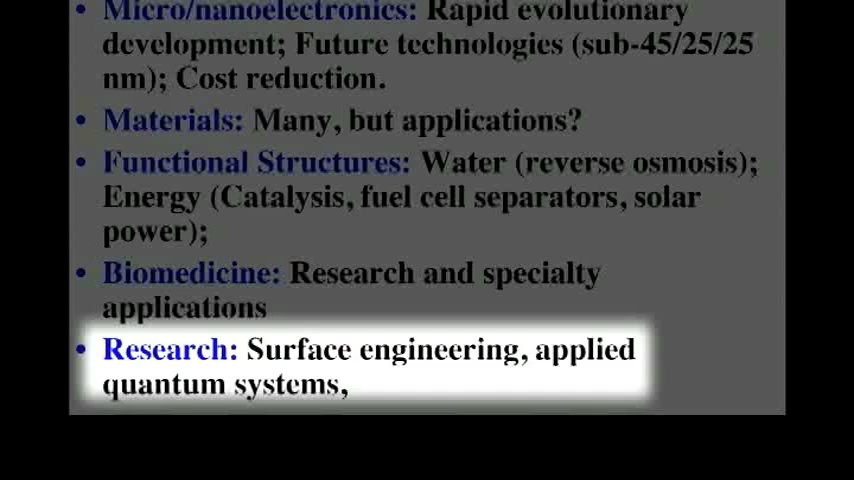 • Micro/nanoelectronics: Rapid evolutionary
development; Future technologies (sub-45/25/25
nm); Cost reduction.
• Materials: Many, but applications?
• Functional Structures: Water (reverse osmosis);
Energy (Catalysis, fuel cell separators, solar
power);
• Biomedicine: Research and specialty
applications
• Research: Surface engineering, applied
quantum systems,